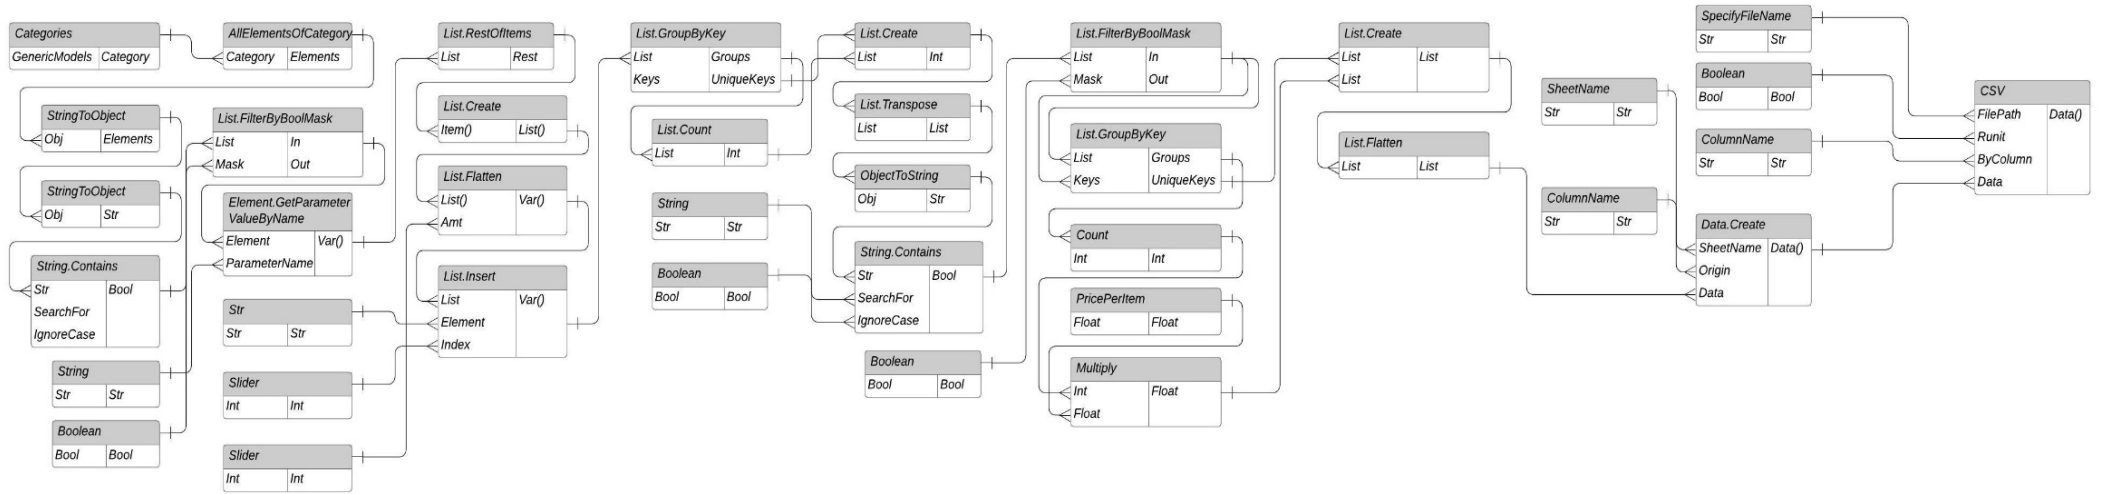 Categories
GenericModels Category
AllElementsOfCategory
Category Elements
StringToObject
Obj Elements
StringToObject
Obj Str
String.Contains
Str Bool
SearchFor
IgnoreCase
String
Str Str
Boolean
Bool Bool
List.FilterByBoolMask
List In
Mask Out
Element.GetParameter
ValueByName
Element Var()
ParameterName
Str
Str Str
Slider
Int Int
Slider
Int Int
List.RestOfItems
List Rest
List.Create
Item() List()
List.Flatten
List() Var()
Amt
List.Insert
List Var()
Element
Index
List.GroupByKey
List Groups
Keys UniqueKeys
List.Count
List Int
String
Str Str
Boolean
Bool Bool
List.Create
List Int
List.Transpose
List List
ObjectToString
Obj Str
String.Contains
Str Bool
SearchFor
IgnoreCase
Boolean
Bool Bool
List.FilterByBoolMask
List In
Mask Out
List.GroupByKey
List Groups
Keys UniqueKeys
Count
Int Int
PricePerItem
Float Float
Multiply
Int Float
Float
List.Create
List List
List
List.Flatten
List List
SheetName
Str Str
ColumnName
Str Str
SpecifyFileName
Str Str
Boolean
Bool Bool
ColumnName
Str Str
Data.Create
SheetName Data()
Origin
Data
CSV
FilePath Data()
Runit
ByColumn
Data